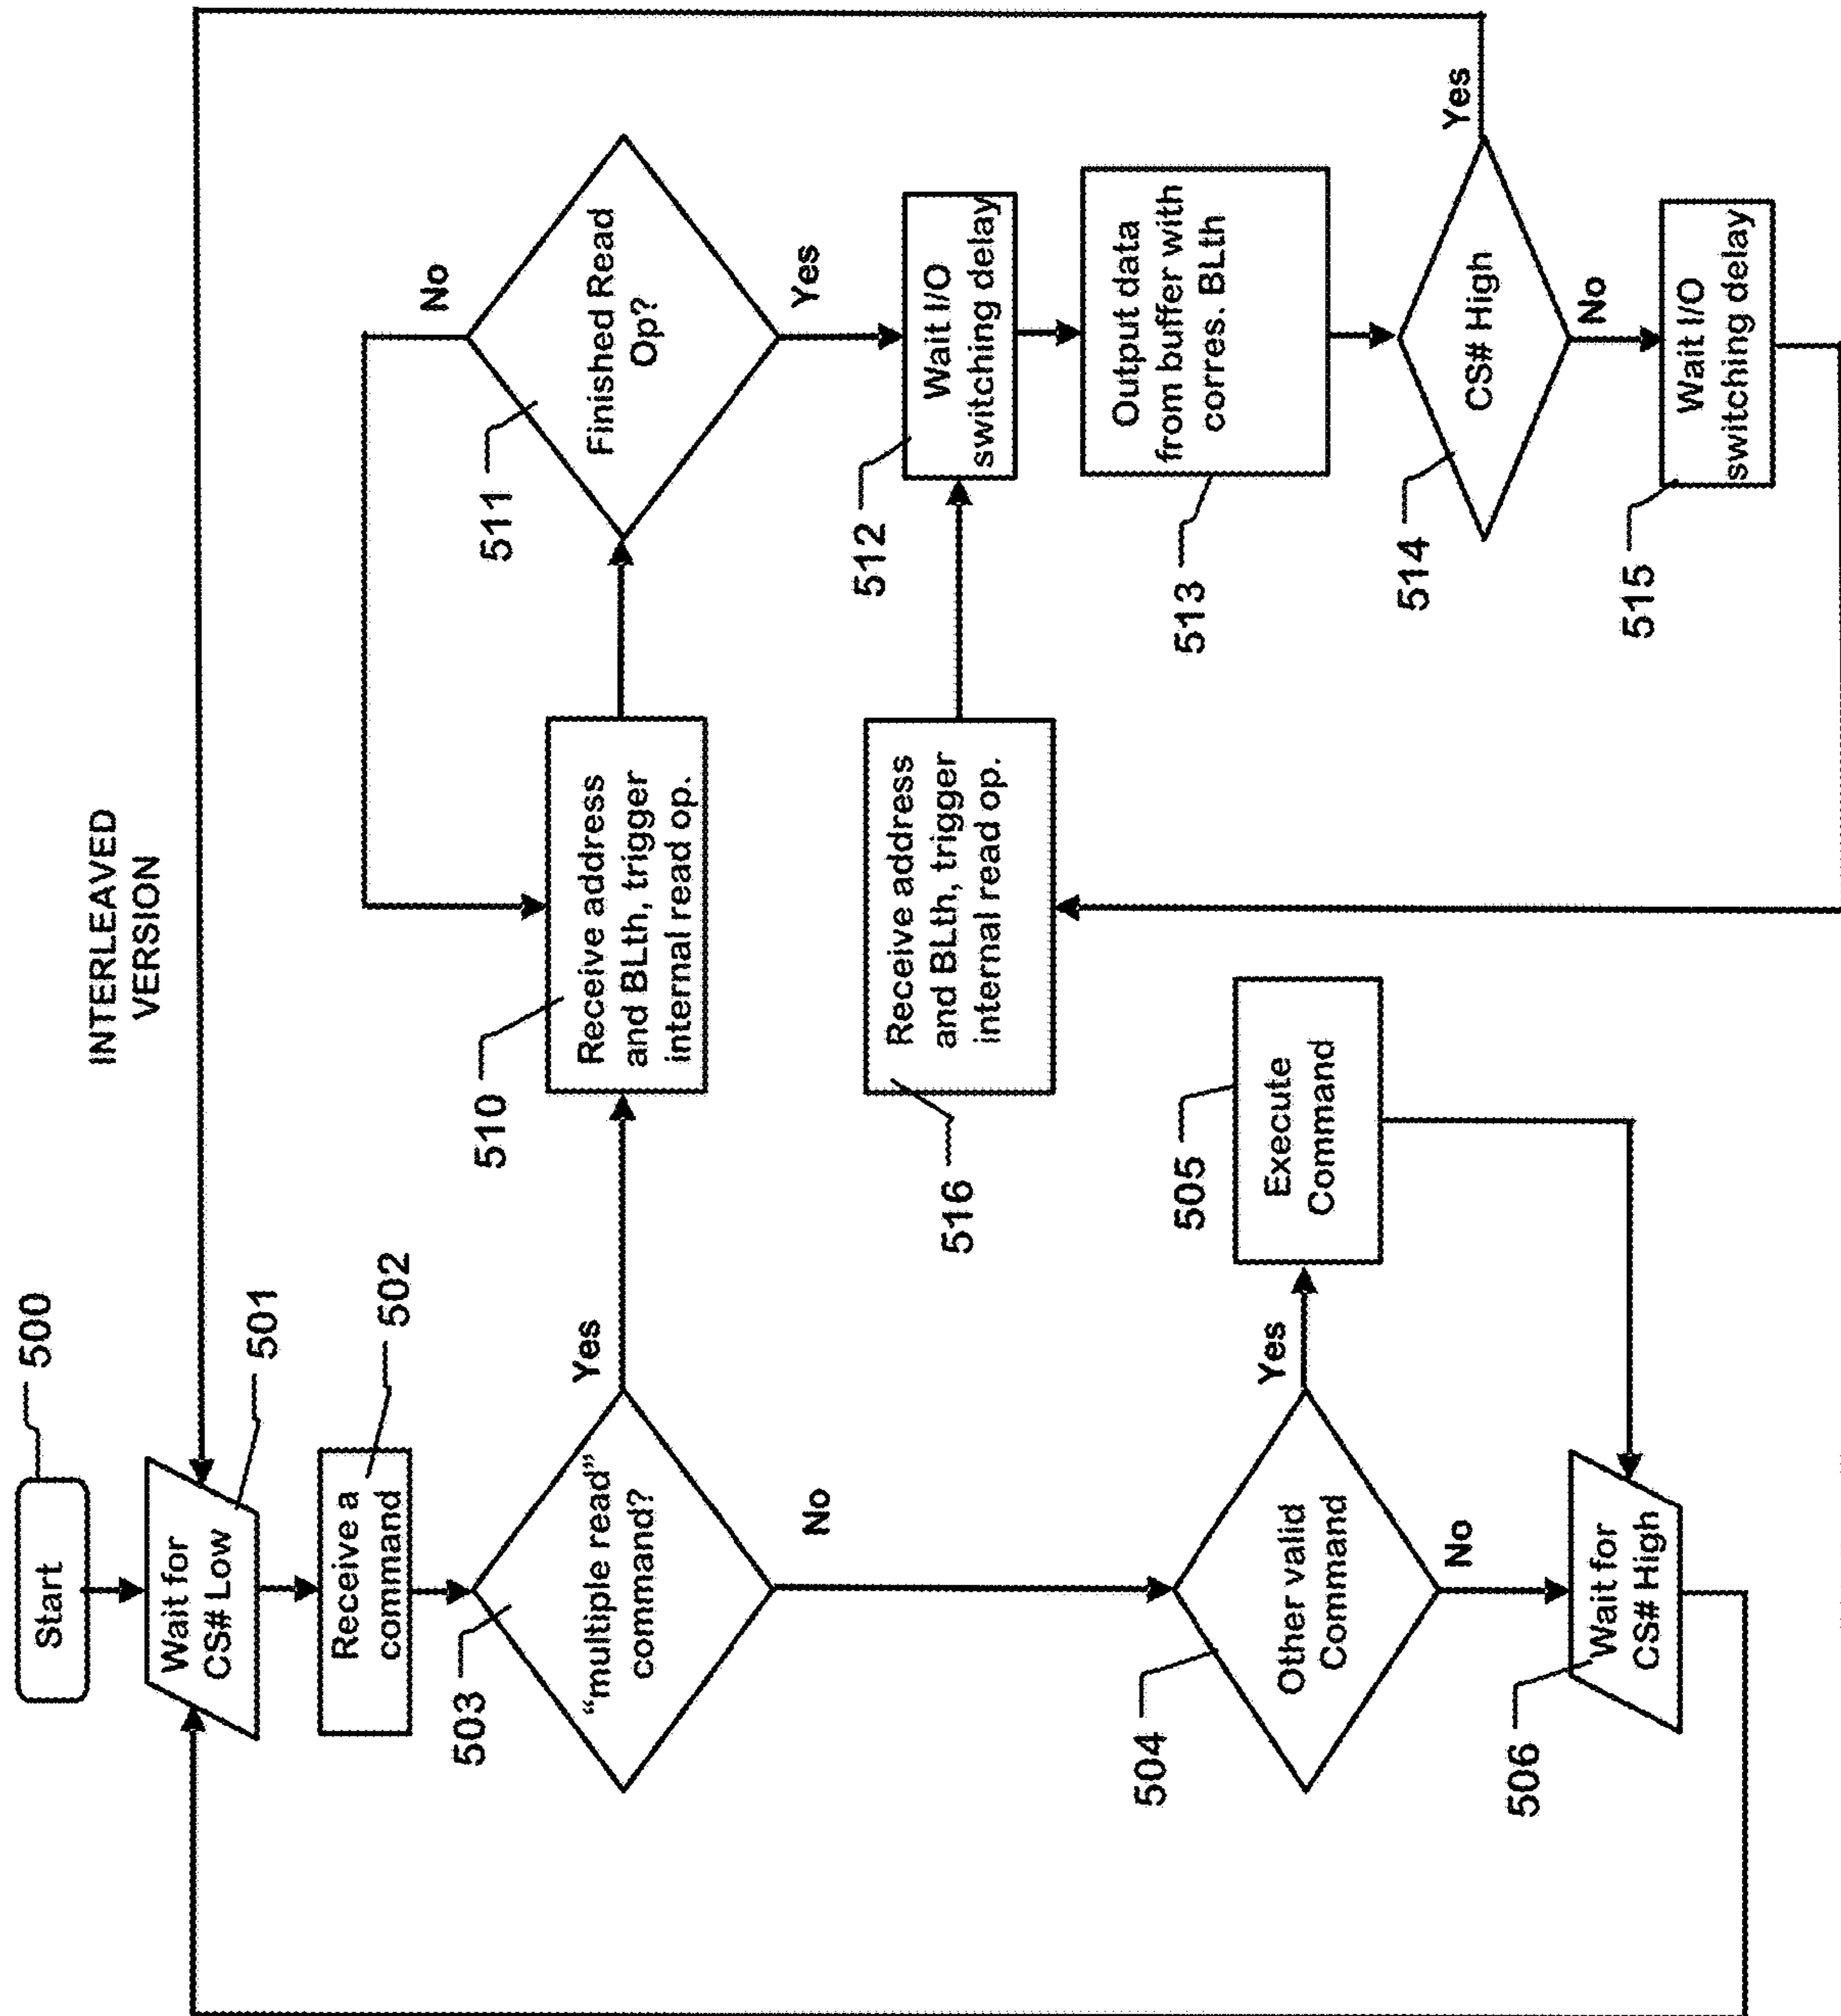 INTERLEAVED
VERSION
Start
500
Wait for
CS# Low
501
Receive a
command
502
503
“multiple read”
command?
Yes
No
504
Other valid
Command
Yes
No
505
Execute
Command
506
Wait for
CS# High
510
Receive address
and BLth, trigger
internal read op.
511
Finished Read
Op?
No
Yes
512
Wait I/O
switching delay
513
Output data
from buffer with
corres. BLth
514
CS# High
Yes
No
515
Wait I/O
switching delay
516
Receive address
and BLth, trigger
internal read op.